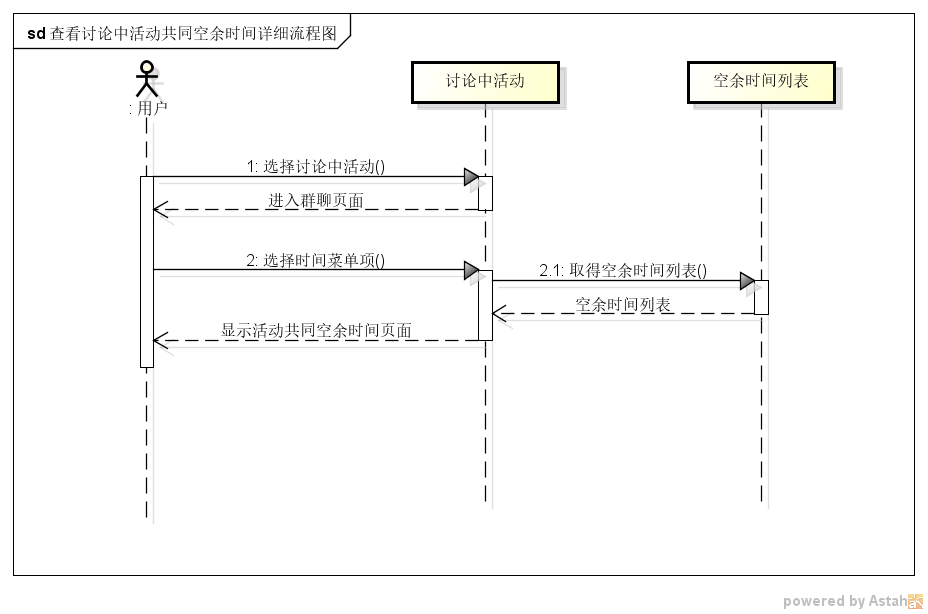 sd 查看讨论中活动共同空余时间详细流程图
: 用户
讨论中活动
空余时间列表
1: 选择讨论中活动()
进入群聊页面
2: 选择时间菜单项()
2.1: 取得空余时间列表()
空余时间列表
显示活动共同空余时间页面
powered by Astah